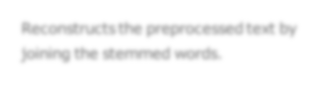 Reconstructs the preprocessed text by
joining the stemmed words.